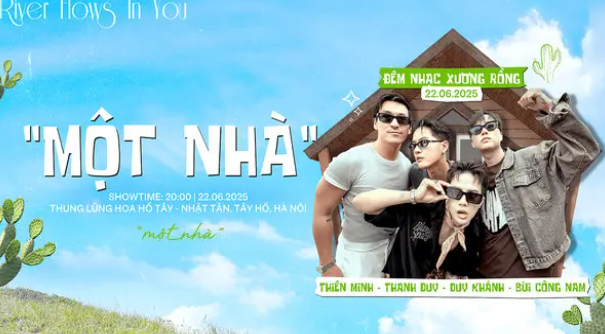 River Flows In You
ĐÊM NHẠC XƯƠNG RỒNG
22.06.2025
"MỘT NHÀ"
SHOWTIME: 20:00 | 22.06.2025
THUNG LŨNG HOA HỒ TÂY - NHẬT TÂN, TÂY HỒ, HÀ NỘI
"một nhà"
THIÊN MINH - THANH DUY - DUY KHÁNH - BÙI CÔNG NAM